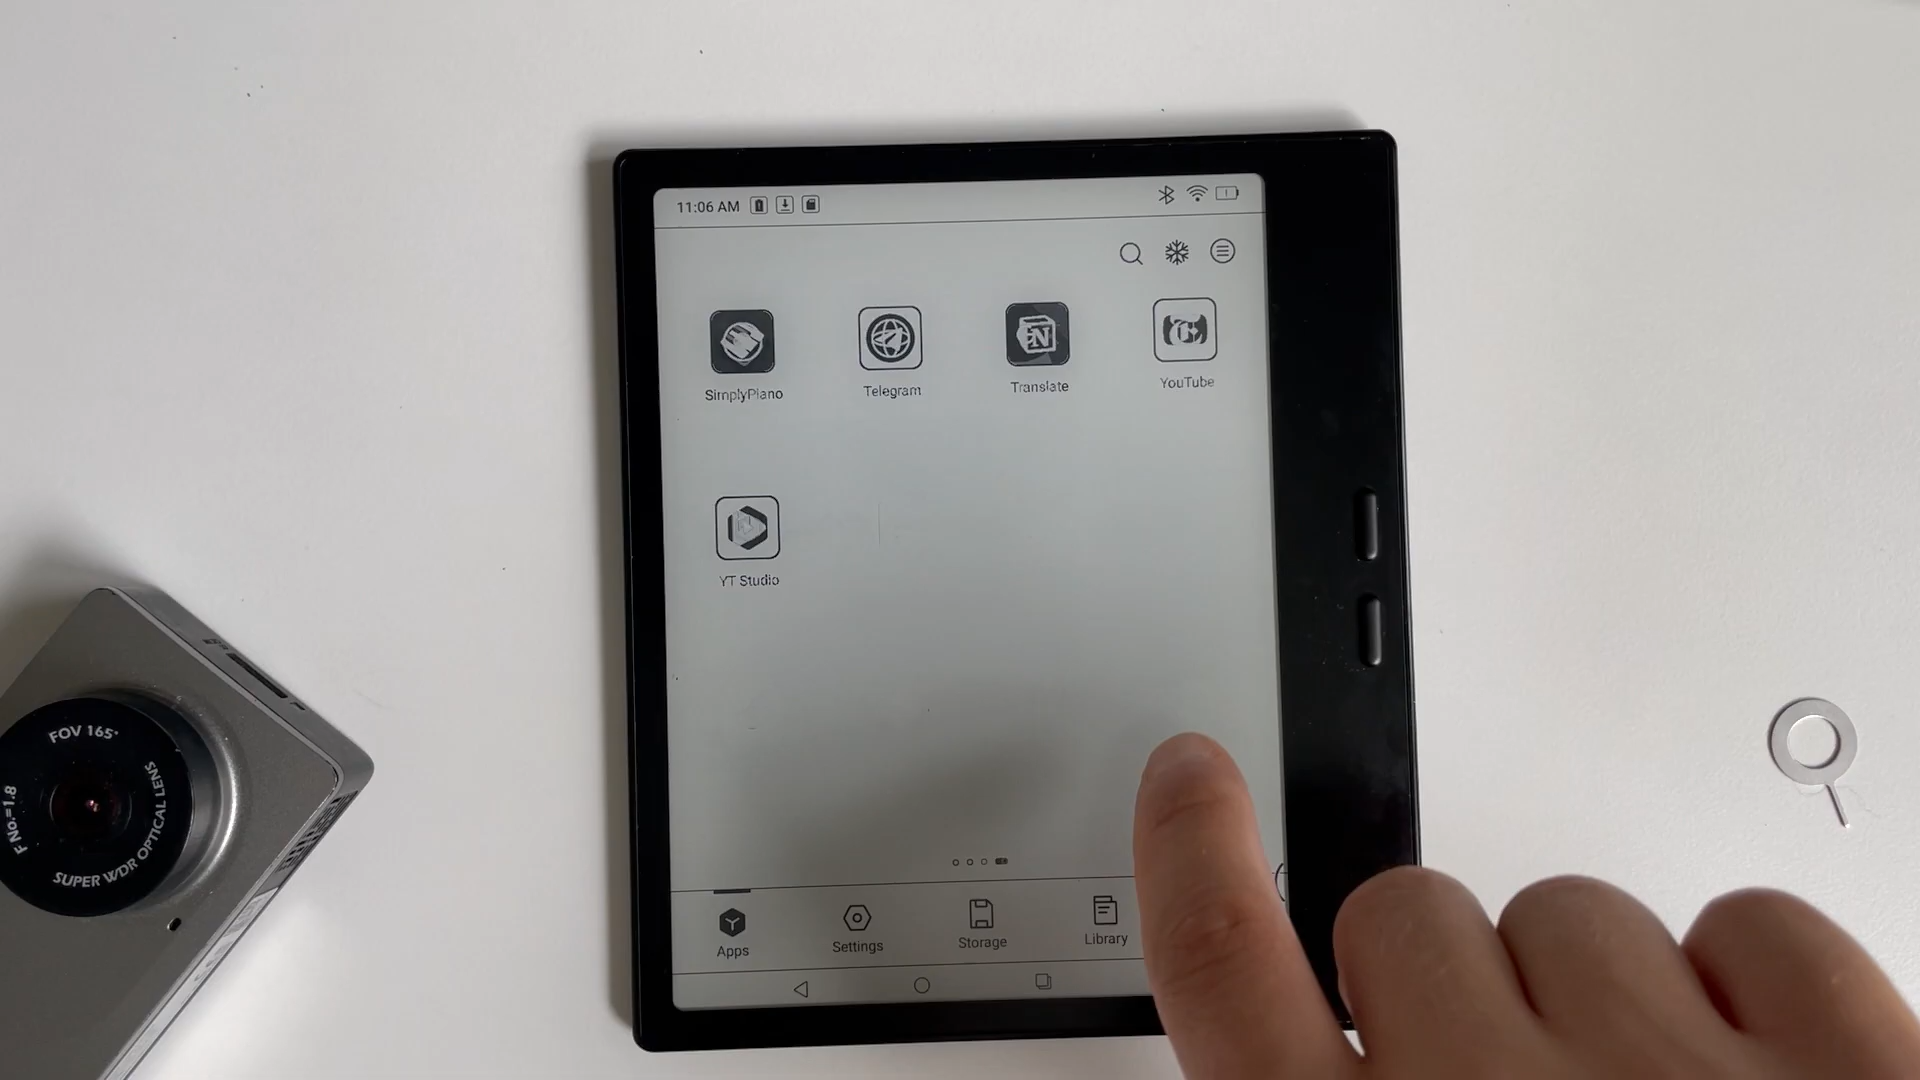 11:06 AM
SimplyPiano
Telegram
Translate
YouTube
YT Studio
Apps
Settings
Storage
Library
FOV 165°
F No.=1.8
SUPER WDR OPTICAL LENS